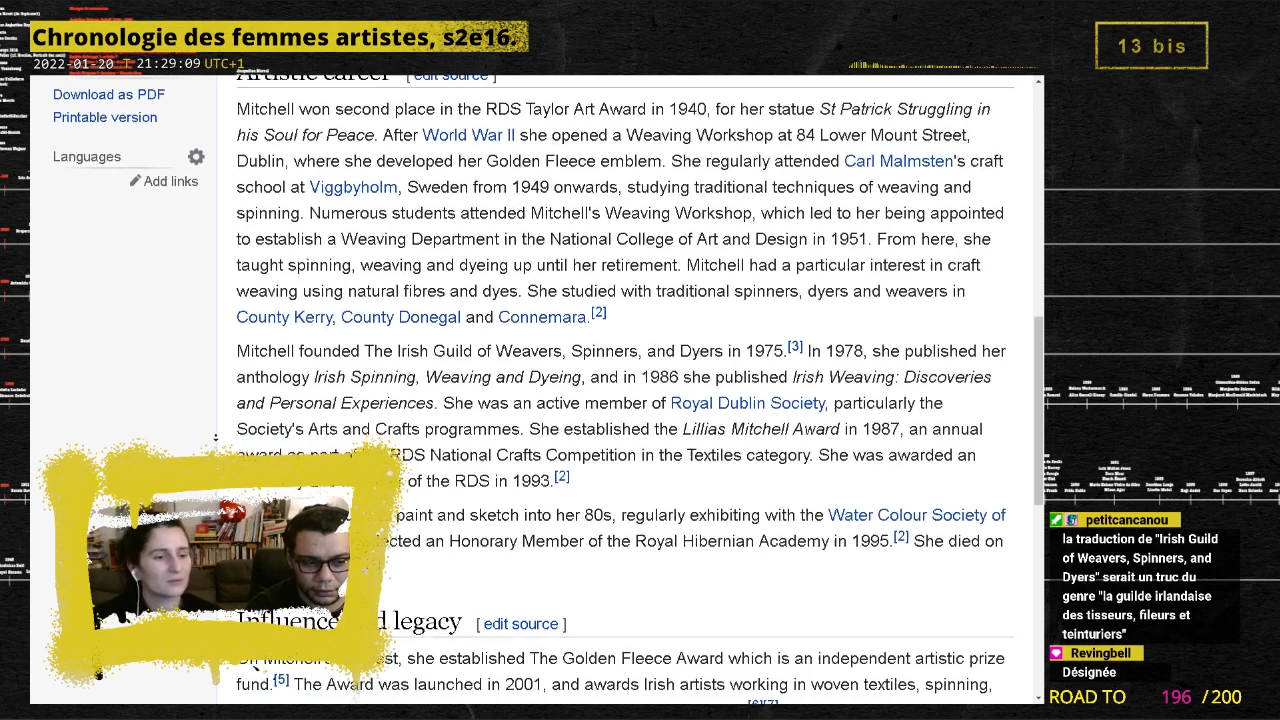 Chronologie des femmes artistes, s2e16.
13 bis
2022-01-20 T 21:29:09 UTC+1
Artistic career [ edit source ]
Download as PDF
Printable version
Languages
Add links
Mitchell won second place in the RDS Taylor Art Award in 1940, for her statue St Patrick Struggling in
his Soul for Peace. After World War II she opened a Weaving Workshop at 84 Lower Mount Street,
Dublin, where she developed her Golden Fleece emblem. She regularly attended Carl Malmsten's craft
school at Viggbyholm, Sweden from 1949 onwards, studying traditional techniques of weaving and
spinning. Numerous students attended Mitchell's Weaving Workshop, which led to her being appointed
to establish a Weaving Department in the National College of Art and Design in 1951. From here, she
taught spinning, weaving and dyeing up until her retirement. Mitchell had a particular interest in craft
weaving using natural fibres and dyes. She studied with traditional spinners, dyers and weavers in
County Kerry, County Donegal and Connemara.[2]
Mitchell founded The Irish Guild of Weavers, Spinners, and Dyers in 1975.[3] In 1978, she published her
anthology Irish Spinning, Weaving and Dyeing, and in 1986 she published Irish Weaving: Discoveries
and Personal Experiences. She was an active member of Royal Dublin Society, particularly the
Society's Arts and Crafts programmes. She established the Lillias Mitchell Award in 1987, an annual
award as part of the RDS National Crafts Competition in the Textiles category. She was awarded an
of the RDS in 1993.[2]
paint and sketch into her 80s, regularly exhibiting with the Water Colour Society of
ected an Honorary Member of the Royal Hibernian Academy in 1995.[2] She died on
Influence and legacy [ edit source ]
est, she established The Golden Fleece Award which is an independent artistic prize
fund.[5] The Award was launched in 2001, and awards Irish artists working in woven textiles, spinning,
petitcancanou
la traduction de "Irish Guild
of Weavers, Spinners, and
Dyers" serait un truc du
genre "la guilde irlandaise
des tisseurs, fileurs et
teinturiers"
Revingbell
Désignée
ROAD TO 196 / 200